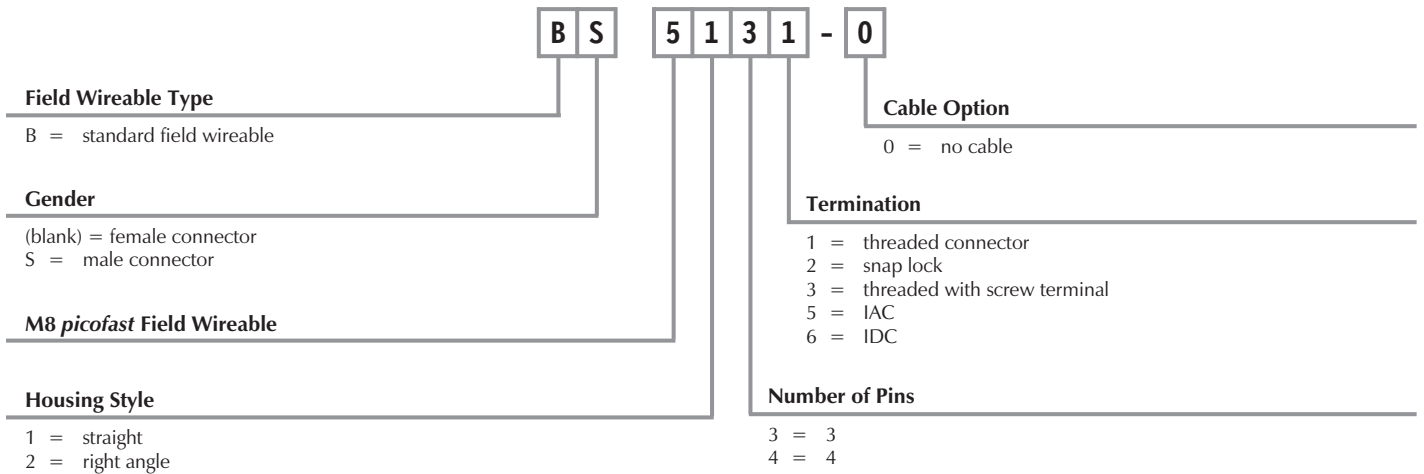 B S 5 1 3 1 - 0
Field Wireable Type
B = standard field wireable
Gender
(blank) = female connector
S = male connector
M8 picofast Field Wireable
Housing Style
1 = straight
2 = right angle
Cable Option
0 = no cable
Termination
1 = threaded connector
2 = snap lock
3 = threaded with screw terminal
5 = IAC
6 = IDC
Number of Pins
3 = 3
4 = 4